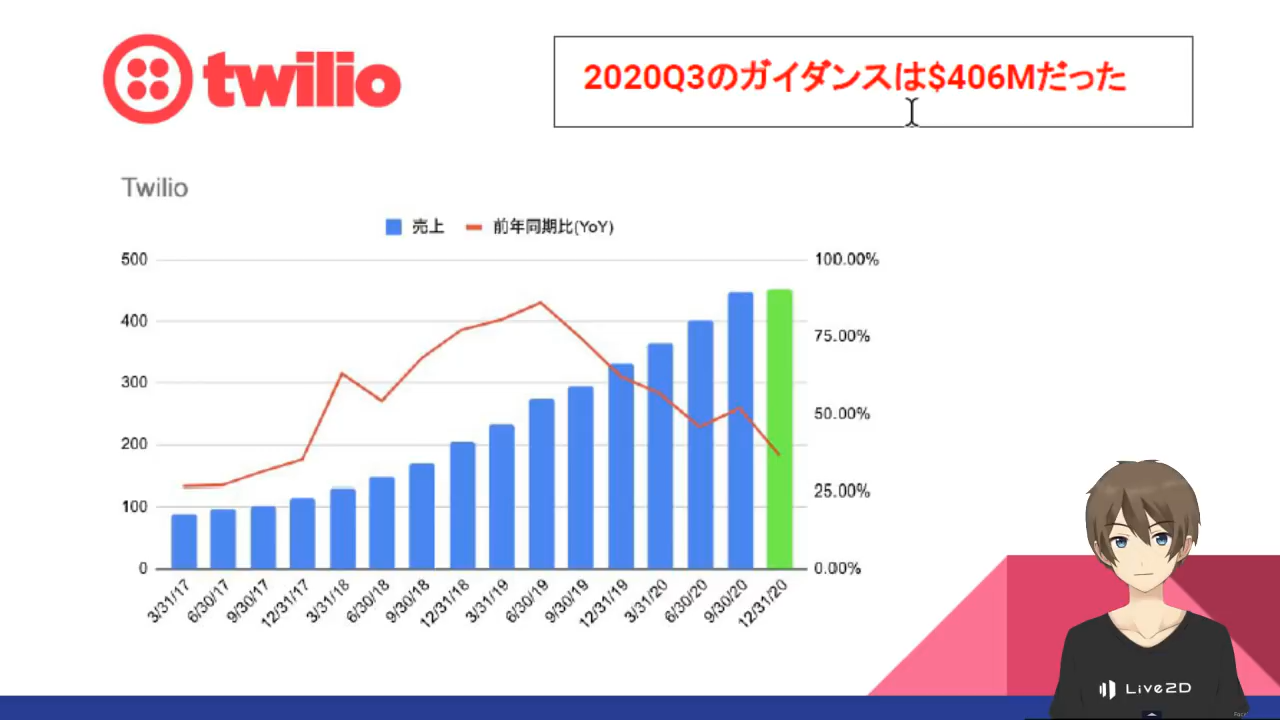 twilio
2020Q3のガイダンスは$406Mだった
Twilio
売上 前年同期比(YoY)
500 100.00%
400 75.00%
300 50.00%
200 25.00%
100 0.00%
0
3/31/17 6/30/17 9/30/17 12/31/17 3/31/18 6/30/18 9/30/18 12/31/18 3/31/19 6/30/19 9/30/19 12/31/19 3/31/20 6/30/20 9/30/20 12/31/20
Live2D